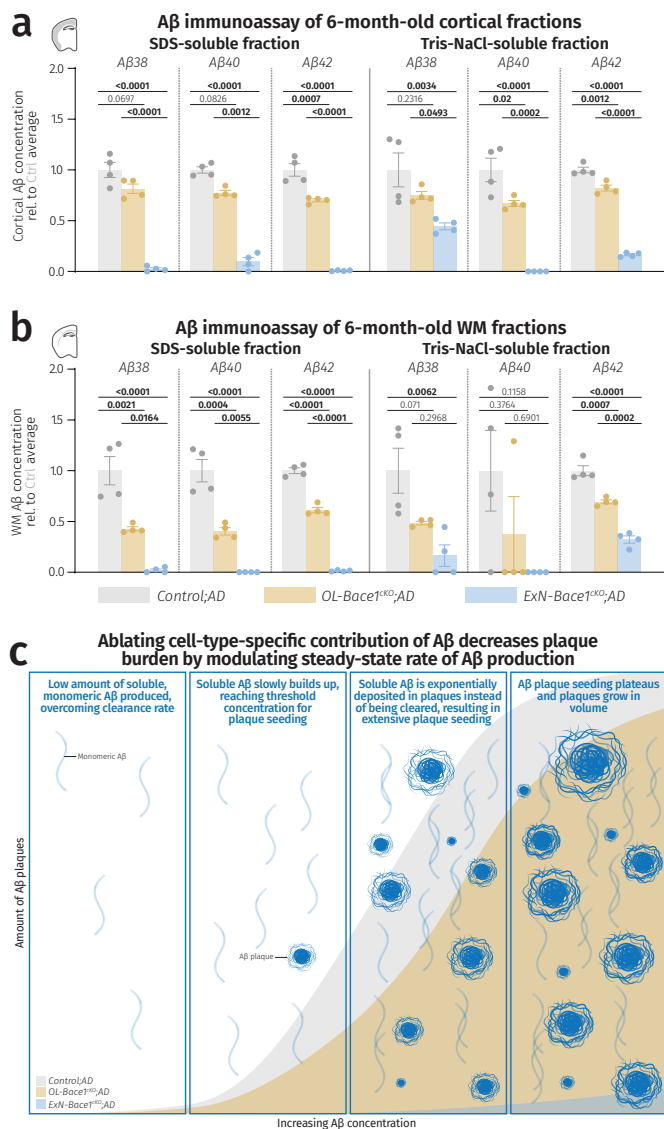 a
Aβ immunoassay of 6-month-old cortical fractions
SDS-soluble fraction
Tris-NaCl-soluble fraction
Aβ38 Aβ40 Aβ42 Aβ38 Aβ40 Aβ42
2.0
<0.0001 <0.0001 <0.0001 0.0034 <0.0001 <0.0001
0.0697 0.0826 0.0007 0.2316 0.02 0.0012
<0.0001 0.0012 <0.0001 0.0493 0.0002 <0.0001
1.5
1.0
0.5
0.0
Cortical Aβ concentration
rel. to Ctrl average
b
Aβ immunoassay of 6-month-old WM fractions
SDS-soluble fraction
Tris-NaCl-soluble fraction
Aβ38 Aβ40 Aβ42 Aβ38 Aβ40 Aβ42
2.0
<0.0001 <0.0001 <0.0001 0.0062 0.1158 <0.0001
0.0021 0.0004 <0.0001 0.071 0.3764 0.0007
0.0164 0.0055 <0.0001 0.2968 0.6901 0.0002
15
10
0.5
0.0
WM Aβ concentration
rel. to Ctrl average
Control;AD
OL-Bace1cKO;AD
ExN-Bace1cKO;AD
c
Ablating cell-type-specific contribution of Aβ decreases plaque
burden by modulating steady-state rate of Aβ production
Low amount of soluble,
monomeric Aβ produced,
overcoming clearance rate
Soluble Aβ slowly builds up,
reaching threshold
concentration for
plaque seeding
Soluble Aβ is exponentially
deposited in plaques instead
of being cleared, resulting in
extensive plaque seeding
Aβ plaque seeding plateaus
and plaques grow in
volume
Monomeric Aβ
Aβ plaque
Amount of Aβ plaques
Control;AD
OL-Bace1cKO;AD
ExN-Bace1cKO;AD
Increasing Aβ concentration